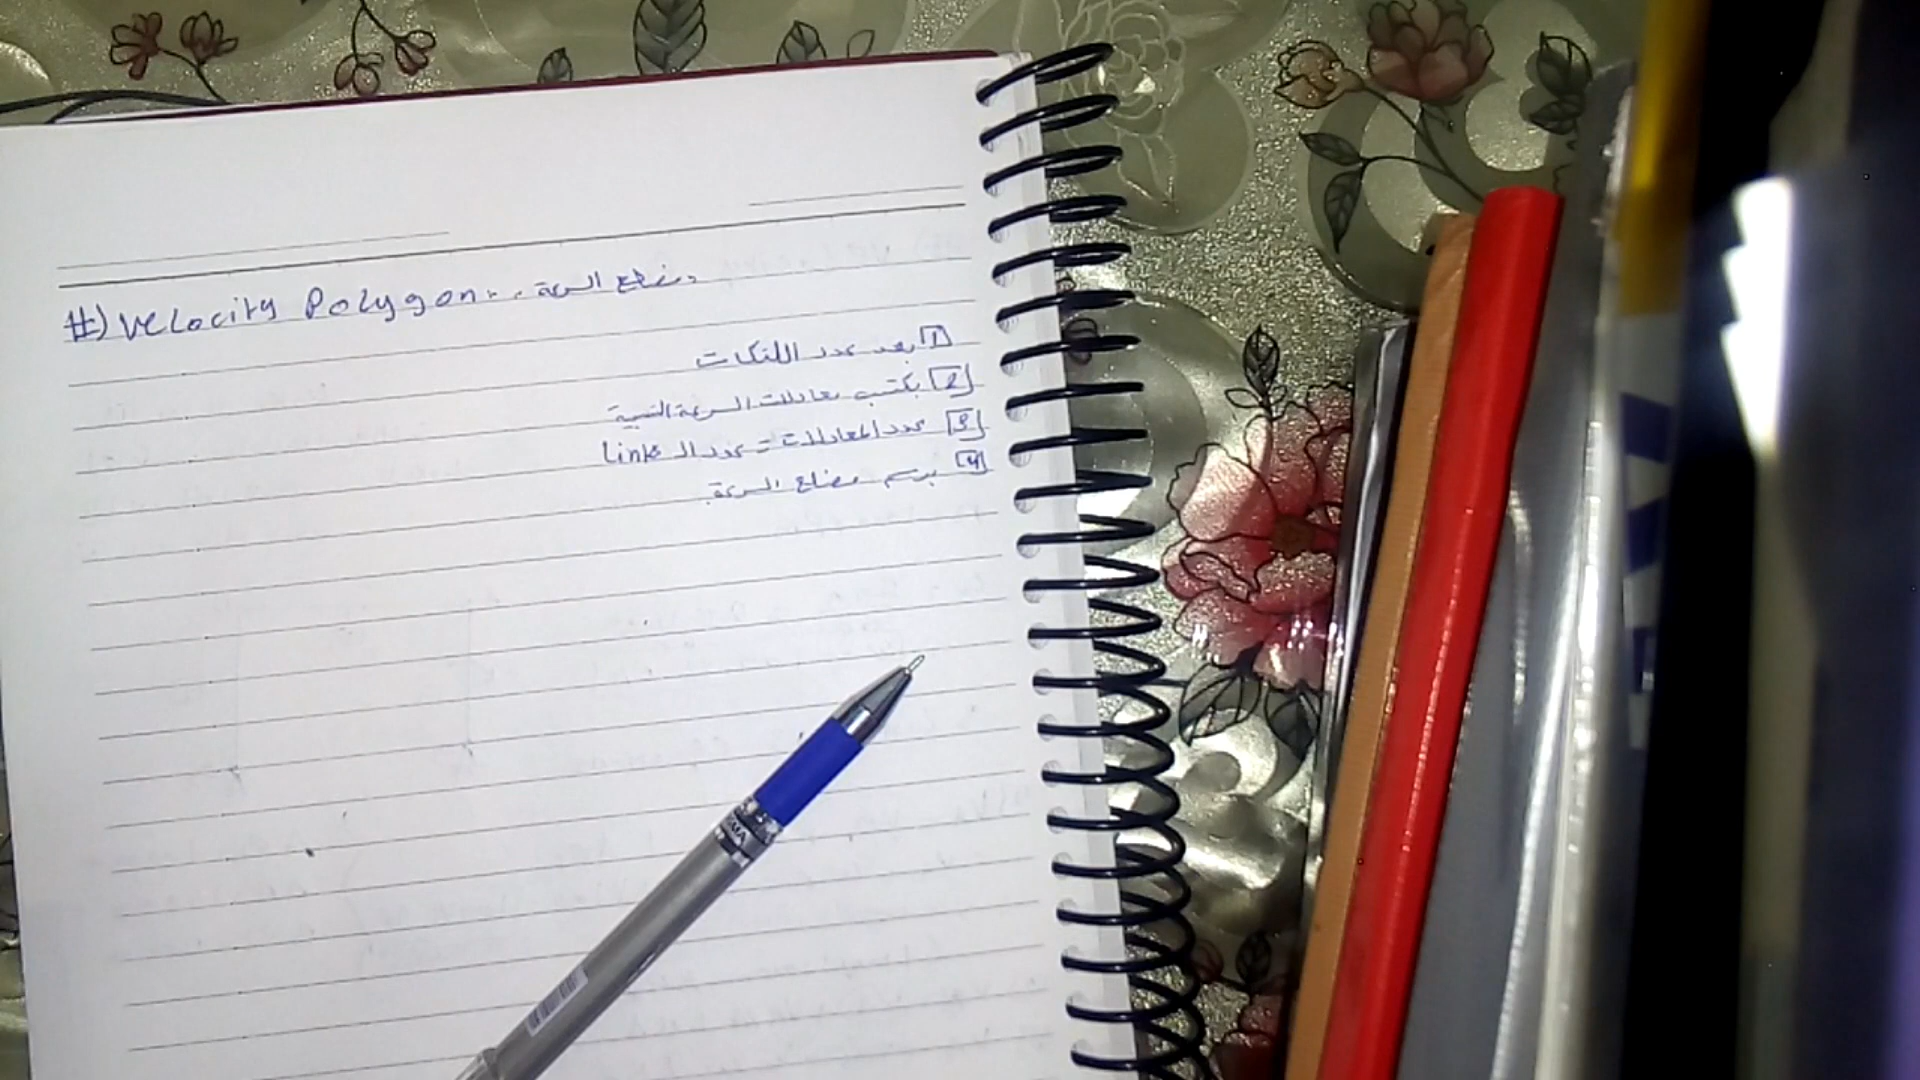 #) Velocity Polygon :. مضلع السرعة
[1] بعد عدد اللنكات
[2] بكتب معادلات السرعة النسبية
[3] عدد المعادلات = عدد الـ Links
[4] برسم مضلع السرعة